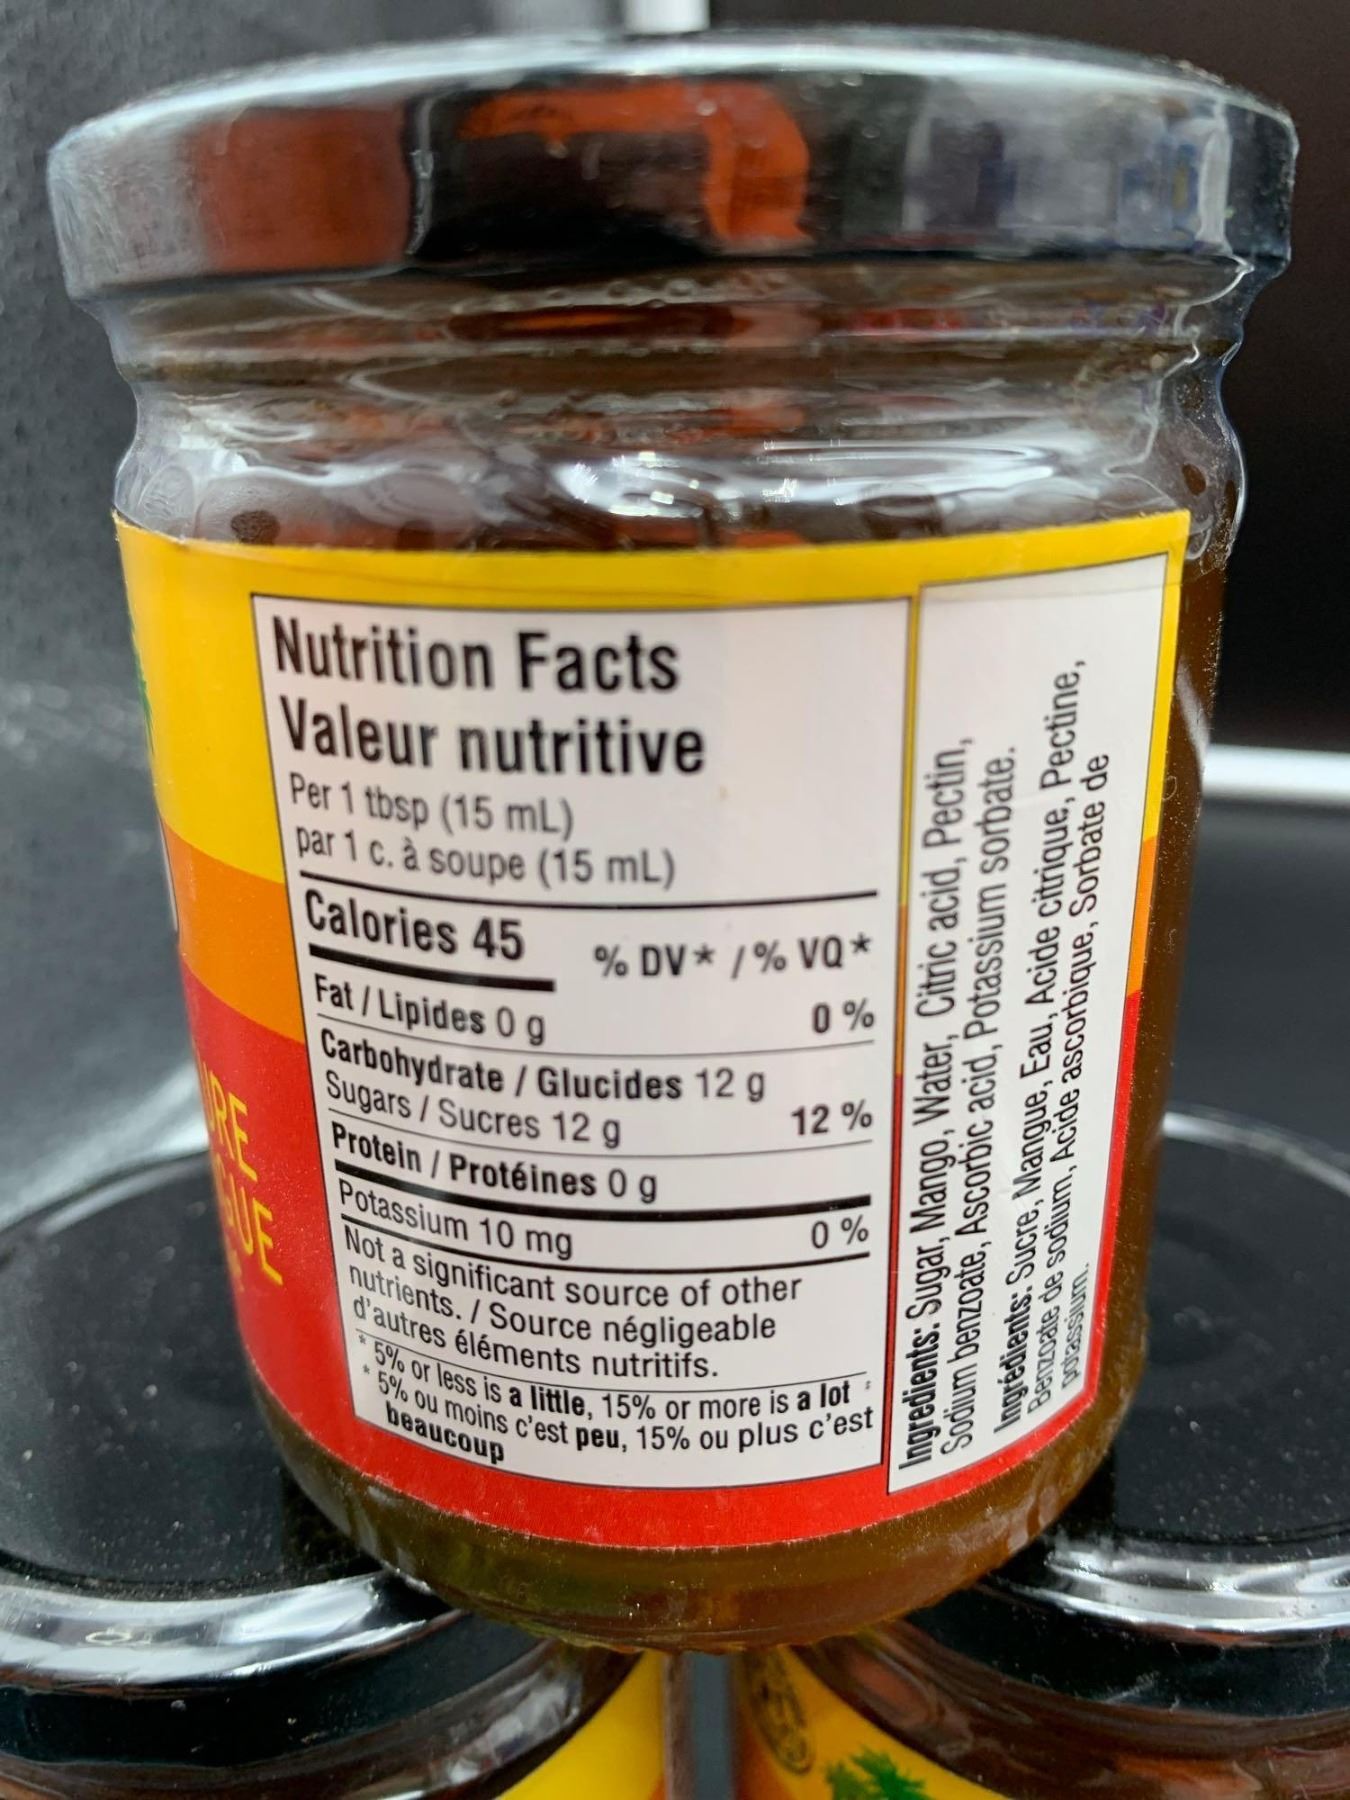 Nutrition Facts
Valeur nutritive
Per 1 tbsp (15 mL)
par 1 c. à soupe (15 mL)
Calories 45
% DV* / % VQ*
Fat / Lipides 0 g 0 %
Carbohydrate / Glucides 12 g
Sugars / Sucres 12 g 12 %
Protein / Protéines 0 g
Potassium 10 mg 0 %
Not a significant source of other
nutrients. / Source négligeable
d'autres éléments nutritifs.
* 5% or less is a little, 15% or more is a lot
* 5% ou moins c'est peu, 15% ou plus c'est
beaucoup
Ingredients: Sugar, Mango, Water, Citric acid, Pectin,
Sodium benzoate, Ascorbic acid, Potassium sorbate.
Ingrédients: Sucre, Mangue, Eau, Acide citrique, Pectine,
Benzoate de sodium, Acide ascorbique, Sorbate de
potassium.